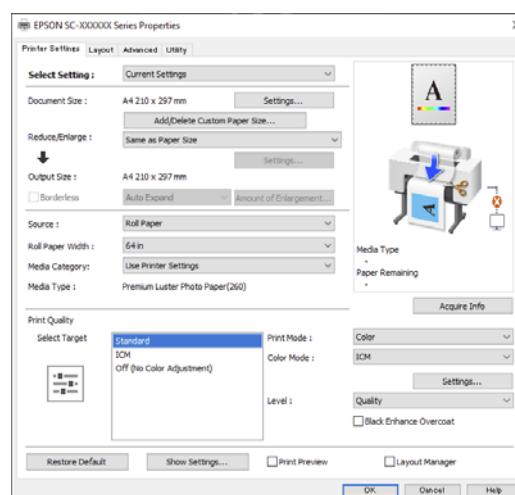 EPSON SC-XXXXXX Series Properties
Printer Settings Layout Advanced Utility
Select Setting : Current Settings
Document Size : A4 210 x 297 mm Settings...
Add/Delete Custom Paper Size...
Reduce/Enlarge : Same as Paper Size
Settings...
Output Size : A4 210 x 297 mm
Borderless Auto Expand Amount of Enlargement...
Source : Roll Paper
Roll Paper Width : 64 in
Media Category: Use Printer Settings
Media Type : Premium Luster Photo Paper(260)
A
A
Media Type
-
Paper Remaining
-
Acquire Info
Print Quality
Select Target
Standard
ICM
Off (No Color Adjustment)
Print Mode : Color
Color Mode : ICM
Settings...
Level : Quality
Black Enhance Overcoat
Restore Default Show Settings... Print Preview Layout Manager
OK Cancel Help